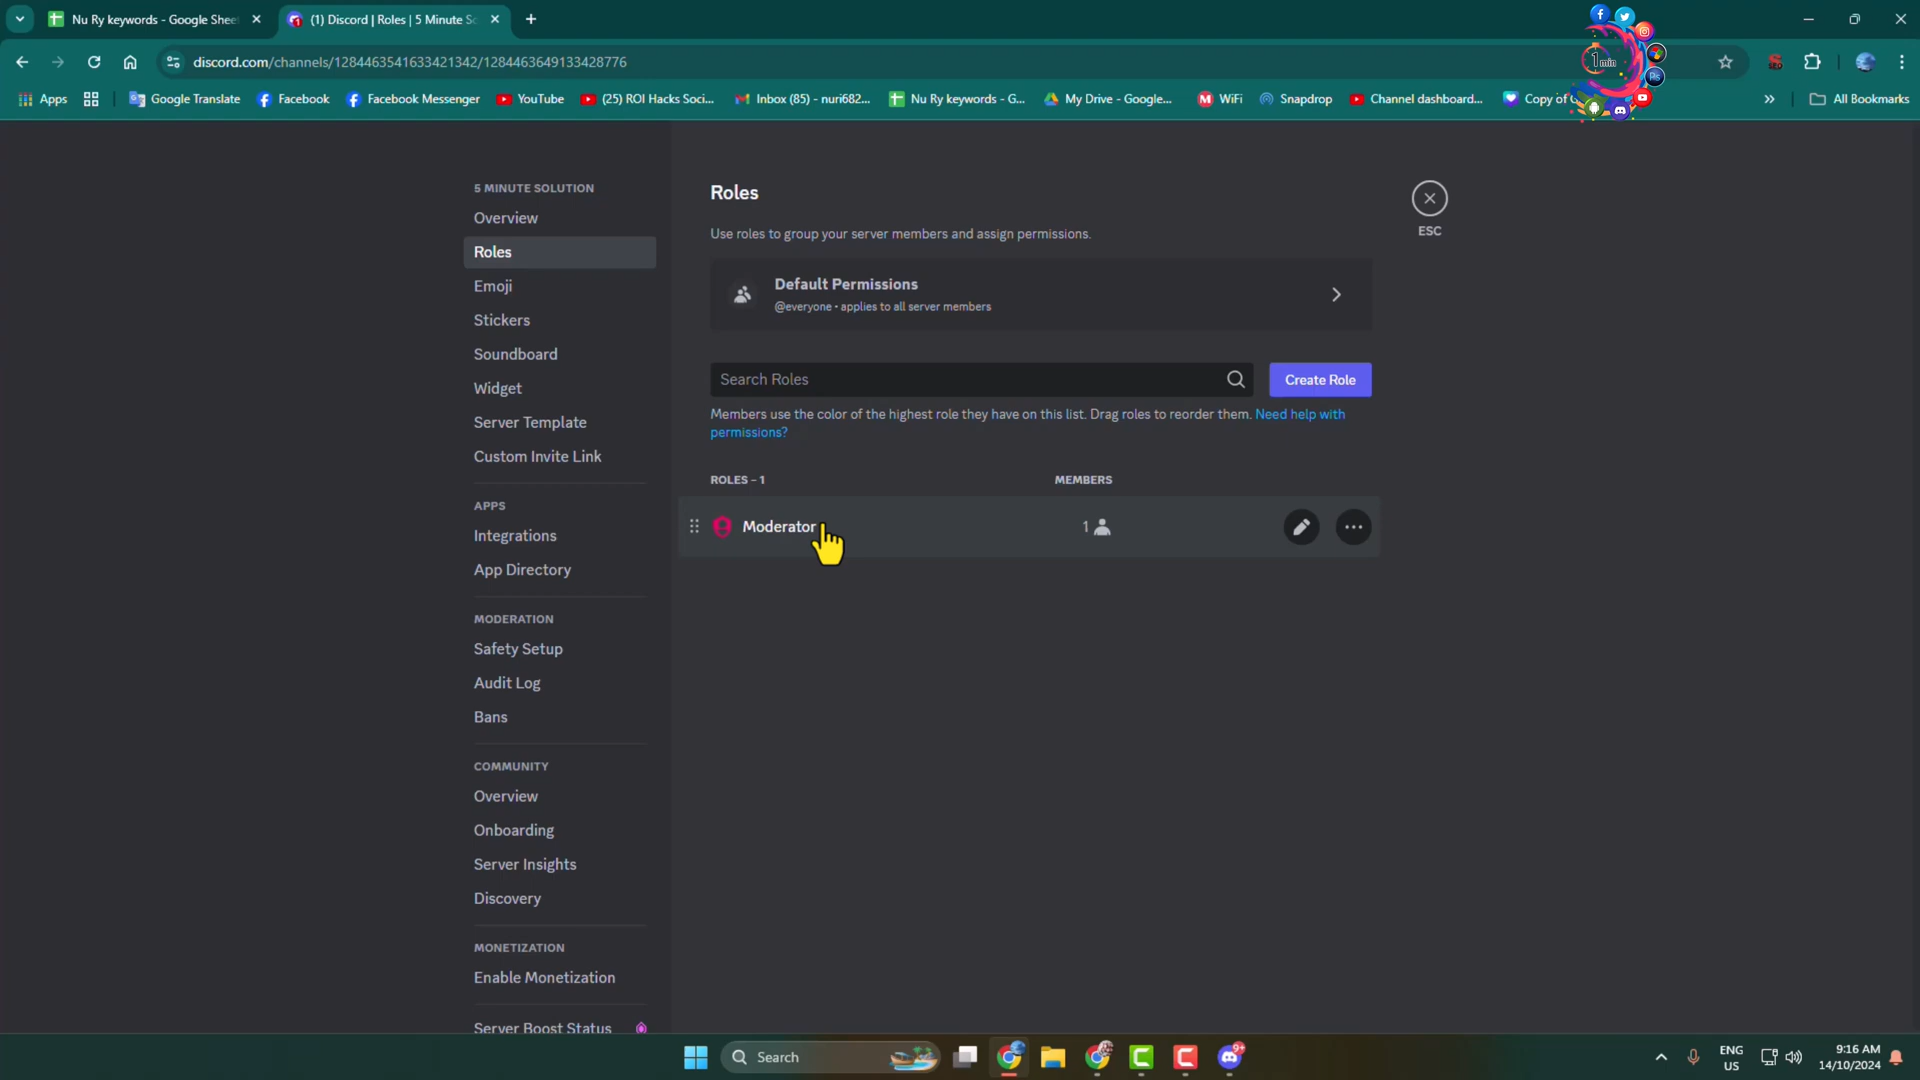 Nu Ry keywords - Google Shee
(1) Discord | Roles | 5 Minute S
discord.com/channels/1284463541633421342/1284463649133428776
1 min
Ps
SEO
Apps
Google Translate
Facebook
Facebook Messenger
YouTube
(25) ROI Hacks Soci...
Inbox (85) - nuri682...
Nu Ry keywords - G...
My Drive - Google...
M WiFi
Snapdrop
Channel dashboard...
Copy of
All Bookmarks
5 MINUTE SOLUTION
Overview
Roles
Emoji
Stickers
Soundboard
Widget
Server Template
Custom Invite Link
APPS
Integrations
App Directory
MODERATION
Safety Setup
Audit Log
Bans
COMMUNITY
Overview
Onboarding
Server Insights
Discovery
MONETIZATION
Enable Monetization
Server Boost Status
Roles
ESC
Use roles to group your server members and assign permissions.
Default Permissions
@everyone • applies to all server members
Search Roles
Create Role
Members use the color of the highest role they have on this list. Drag roles to reorder them. Need help with
permissions?
ROLES – 1
MEMBERS
Moderator
1
Search
9+
ENG
US
9:16 AM
14/10/2024